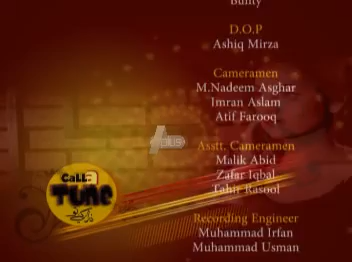 Bunty
D.O.P
Ashiq Mirza
Cameramen
M.Nadeem Asghar
Imran Aslam
Atif Farooq
Asstt. Cameramen
Malik Abid
Zafar Iqbal
Tahir Rasool
Recording Engineer
Muhammad Irfan
Muhammad Usman
CaLL a
TUNe